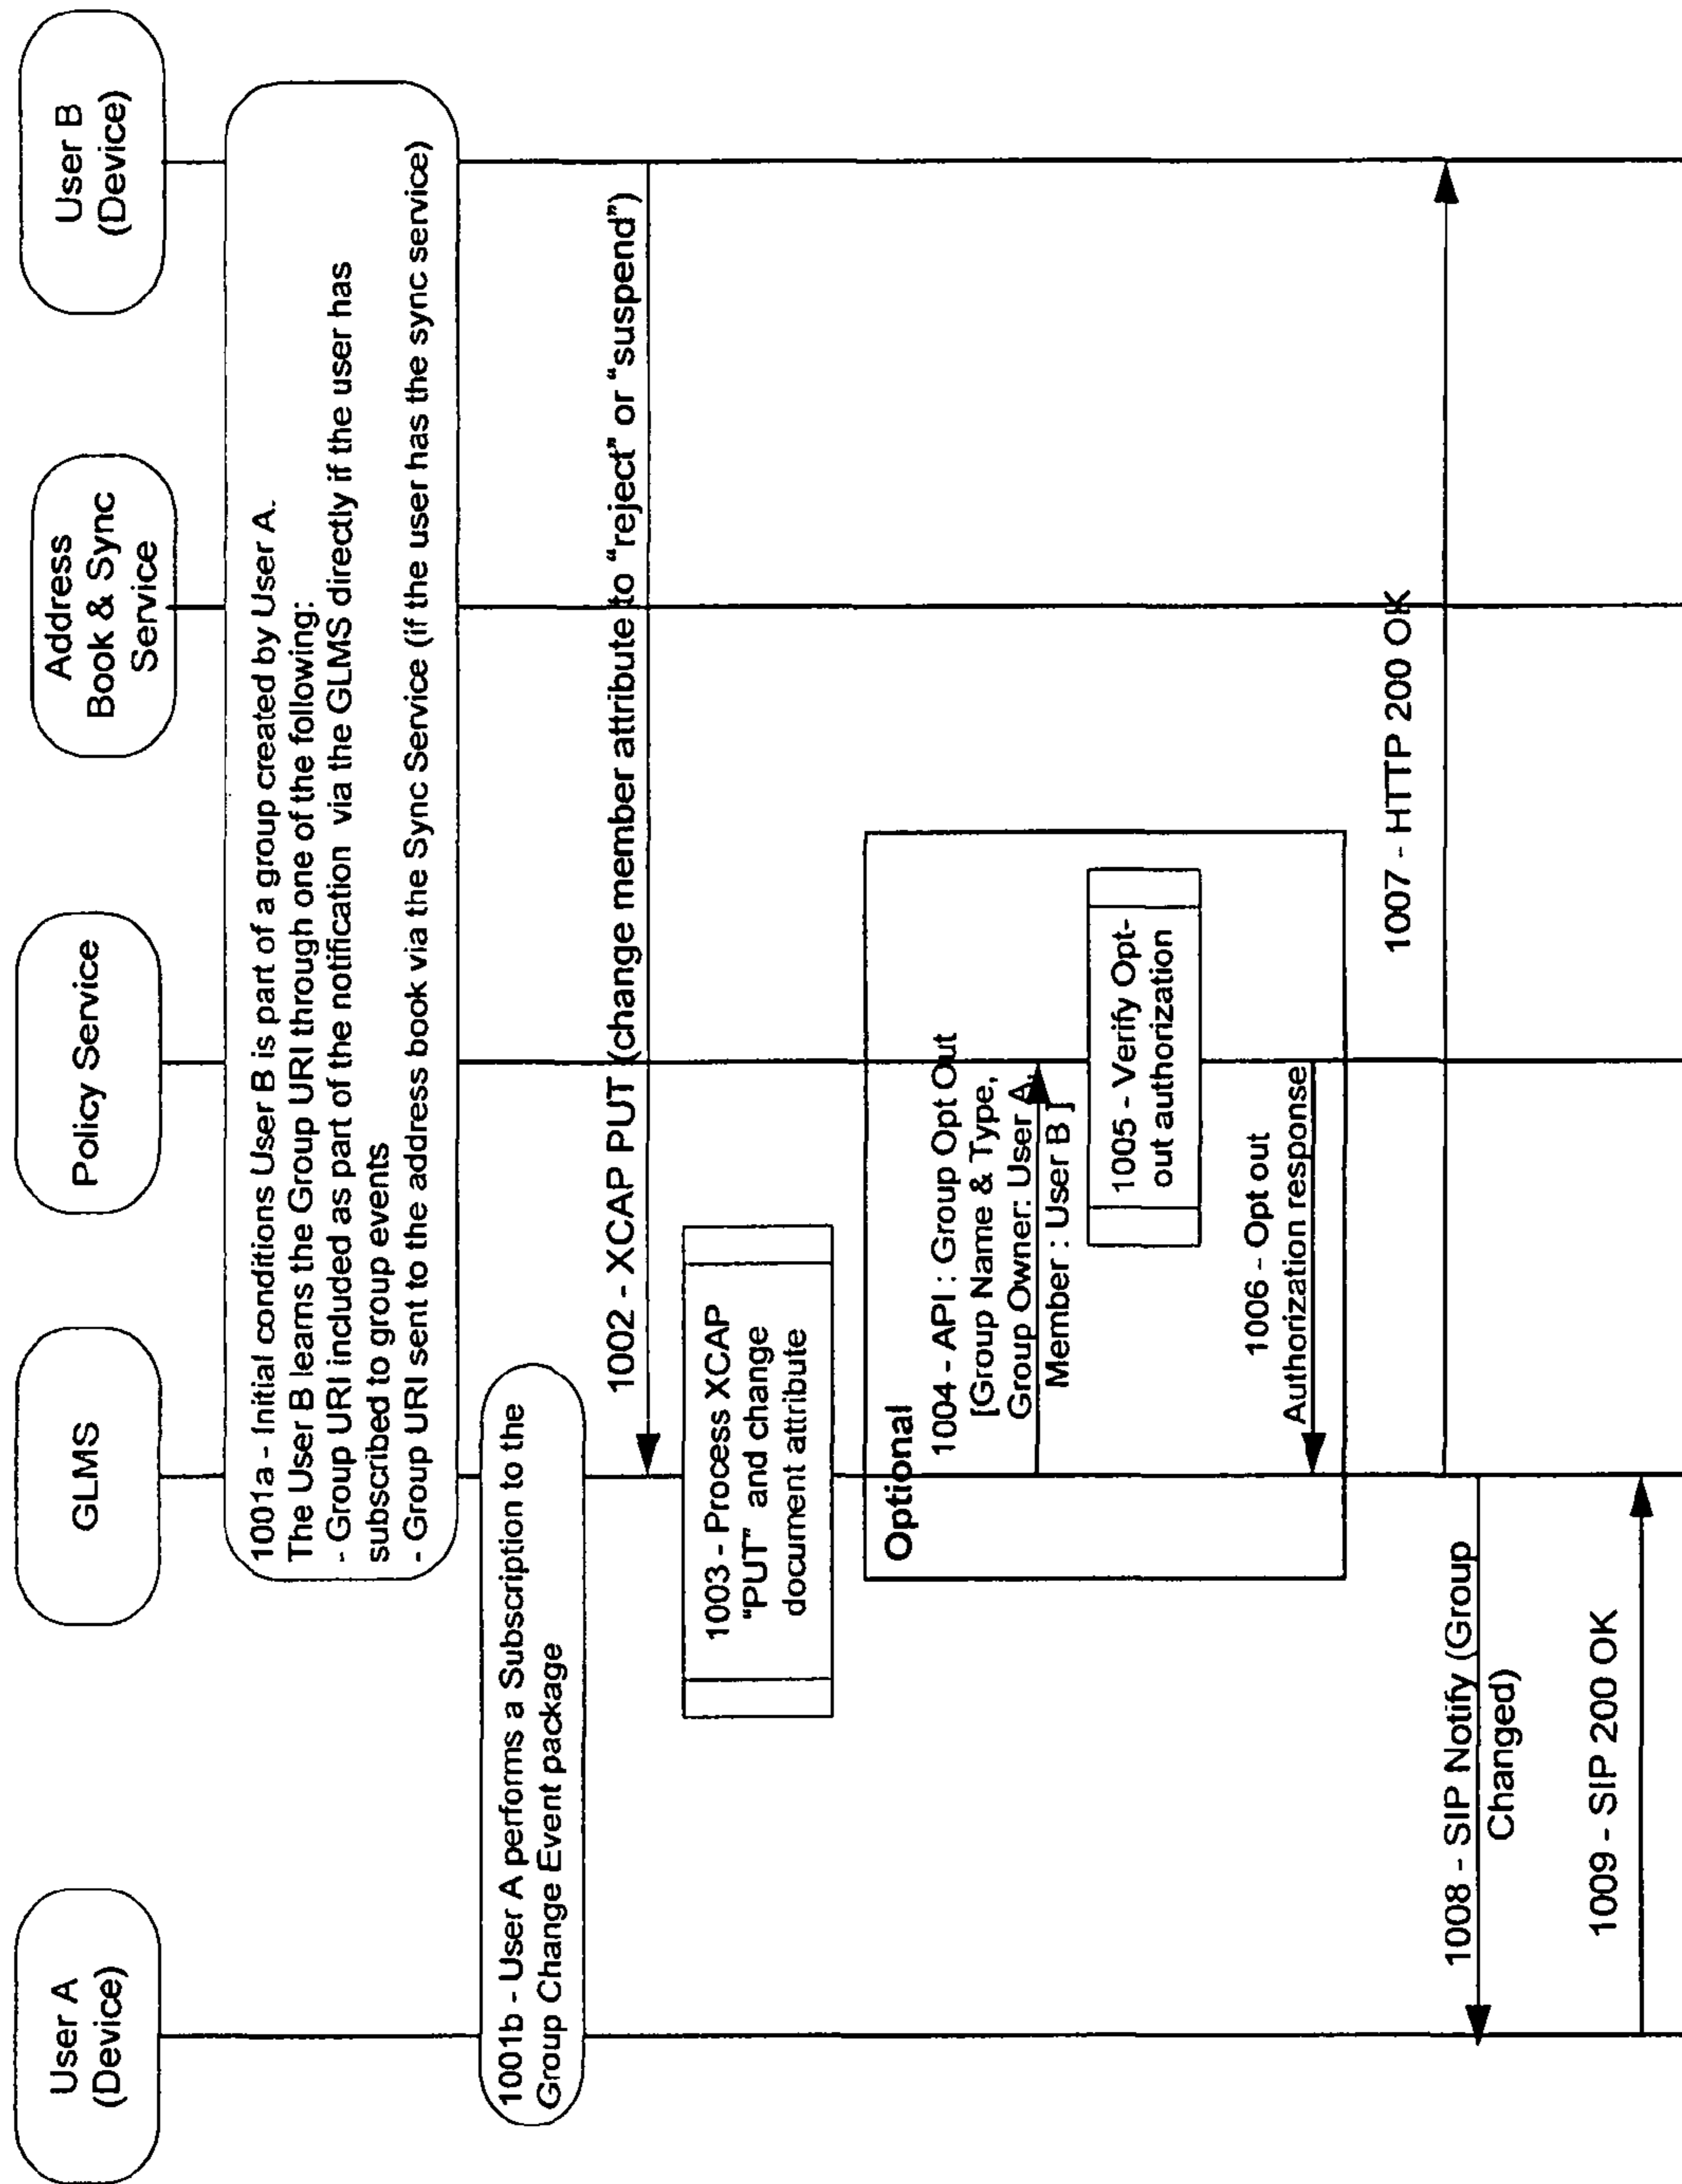 User A
(Device)
GLMS
Policy Service
Address
Book & Sync
Service
User B
(Device)
1001a - Initial conditions User B is part of a group created by User A.
The User B learns the Group URI through one of the following:
- Group URI included as part of the notification via the GLMS directly if the user has
subscribed to group events
- Group URI sent to the address book via the Sync Service (if the user has the sync service)
1001b - User A performs a Subscription to the
Group Change Event package
1002 - XCAP PUT (change member attribute to “reject” or “suspend”)
1003 - Process XCAP
“PUT” and change
document attribute
Optional
1004 - API : Group Opt Out
[Group Name & Type,
Group Owner: User A,
Member : User B ]
1005 - Verify Opt-
out authorization
1006 - Opt out
Authorization response
1007 - HTTP 200 OK
1008 - SIP Notify (Group
Changed)
1009 - SIP 200 OK